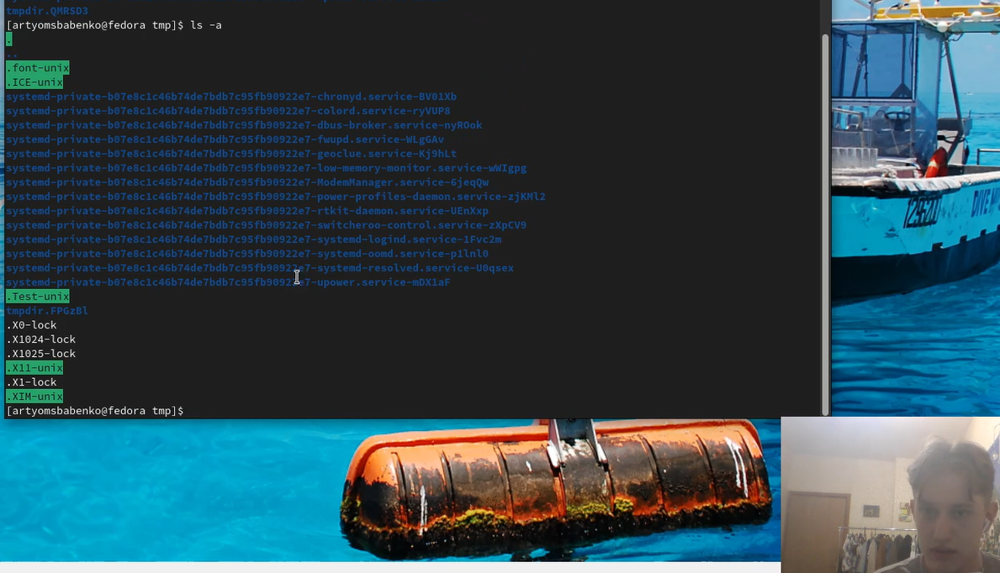 tmpdir.QMRSD3
[artyomsbabenko@fedora tmp]$ ls -a
.
..
.font-unix
.ICE-unix
systemd-private-b07e8c1c46b74de7bdb7c95fb90922e7-chronyd.service-BV01Xb
systemd-private-b07e8c1c46b74de7bdb7c95fb90922e7-colord.service-ryVUP8
systemd-private-b07e8c1c46b74de7bdb7c95fb90922e7-dbus-broker.service-nyROok
systemd-private-b07e8c1c46b74de7bdb7c95fb90922e7-fwupd.service-WLgGAv
systemd-private-b07e8c1c46b74de7bdb7c95fb90922e7-geoclue.service-Kj9hLt
systemd-private-b07e8c1c46b74de7bdb7c95fb90922e7-low-memory-monitor.service-wWIgpg
systemd-private-b07e8c1c46b74de7bdb7c95fb90922e7-ModemManager.service-6jeqQw
systemd-private-b07e8c1c46b74de7bdb7c95fb90922e7-power-profiles-daemon.service-zjKMl2
systemd-private-b07e8c1c46b74de7bdb7c95fb90922e7-rtkit-daemon.service-UEnXxp
systemd-private-b07e8c1c46b74de7bdb7c95fb90922e7-switcheroo-control.service-zXpCV9
systemd-private-b07e8c1c46b74de7bdb7c95fb90922e7-systemd-logind.service-1Fvc2m
systemd-private-b07e8c1c46b74de7bdb7c95fb90922e7-systemd-oomd.service-p1lnl0
systemd-private-b07e8c1c46b74de7bdb7c95fb90922e7-systemd-resolved.service-U0qsex
systemd-private-b07e8c1c46b74de7bdb7c95fb90922e7-upower.service-mDX1aF
.Test-unix
tmpdir.FPGzBl
.X0-lock
.X1024-lock
.X1025-lock
.X11-unix
.X1-lock
.XIM-unix
[artyomsbabenko@fedora tmp]$
DIVE